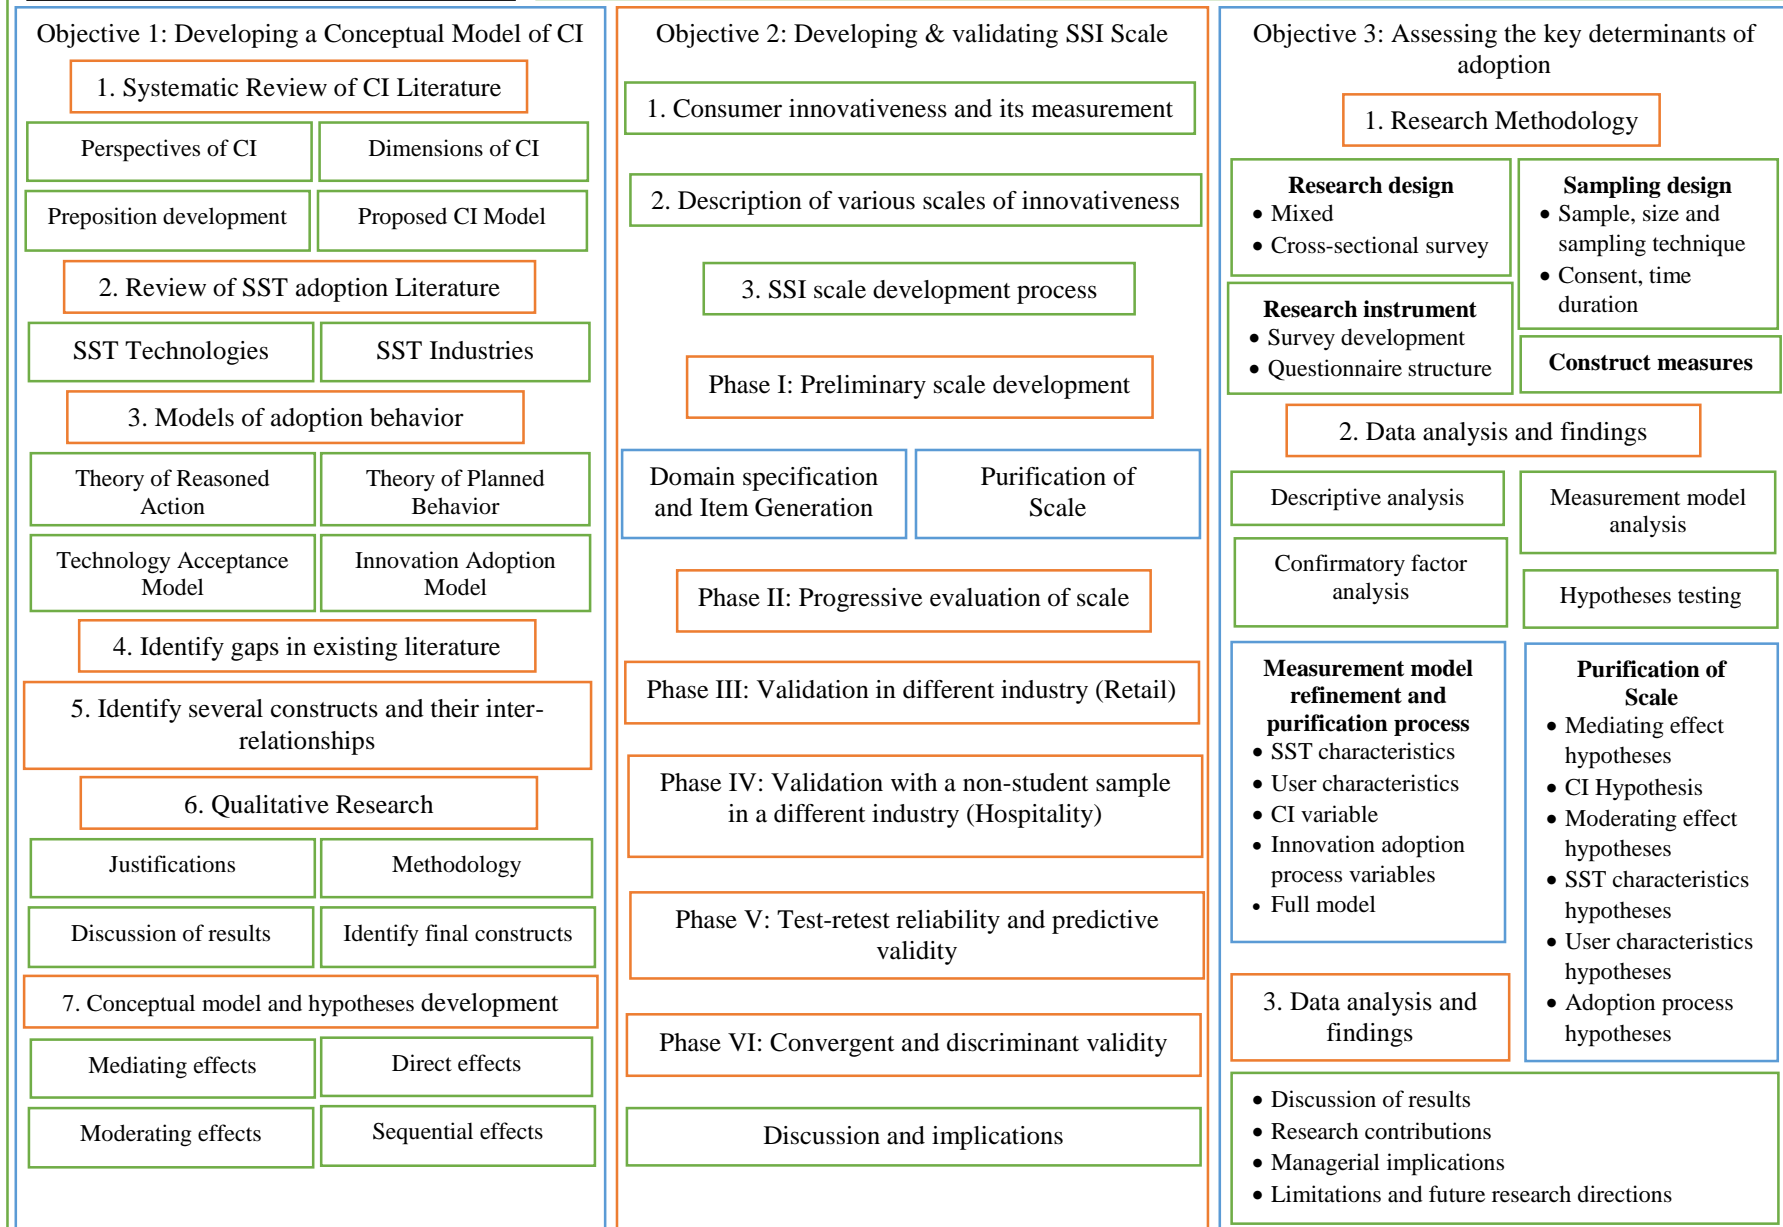 Objective 1: Developing a Conceptual Model of CI
1. Systematic Review of CI Literature
Perspectives of CI
Dimensions of CI
Preposition development
Proposed CI Model
2. Review of SST adoption Literature
SST Technologies
SST Industries
3. Models of adoption behavior
Theory of Reasoned
Action
Theory of Planned
Behavior
Technology Acceptance
Model
Innovation Adoption
Model
4. Identify gaps in existing literature
5. Identify several constructs and their inter-
relationships
6. Qualitative Research
Justifications
Methodology
Discussion of results
Identify final constructs
7. Conceptual model and hypotheses development
Mediating effects
Direct effects
Moderating effects
Sequential effects
Objective 2: Developing & validating SSI Scale
1. Consumer innovativeness and its measurement
2. Description of various scales of innovativeness
3. SSI scale development process
Phase I: Preliminary scale development
Domain specification
and Item Generation
Purification of
Scale
Phase II: Progressive evaluation of scale
Phase III: Validation in different industry (Retail)
Phase IV: Validation with a non-student sample
in a different industry (Hospitality)
Phase V: Test-retest reliability and predictive
validity
Phase VI: Convergent and discriminant validity
Discussion and implications
Objective 3: Assessing the key determinants of
adoption
1. Research Methodology
Research design
• Mixed
• Cross-sectional survey
Sampling design
• Sample, size and
sampling technique
• Consent, time
duration
Research instrument
• Survey development
• Questionnaire structure
Construct measures
2. Data analysis and findings
Descriptive analysis
Measurement model
analysis
Confirmatory factor
analysis
Hypotheses testing
Measurement model
refinement and
purification process
• SST characteristics
• User characteristics
• CI variable
• Innovation adoption
process variables
• Full model
Purification of
Scale
• Mediating effect
hypotheses
• CI Hypothesis
• Moderating effect
hypotheses
• SST characteristics
hypotheses
• User characteristics
hypotheses
• Adoption process
hypotheses
3. Data analysis and
findings
• Discussion of results
• Research contributions
• Managerial implications
• Limitations and future research directions